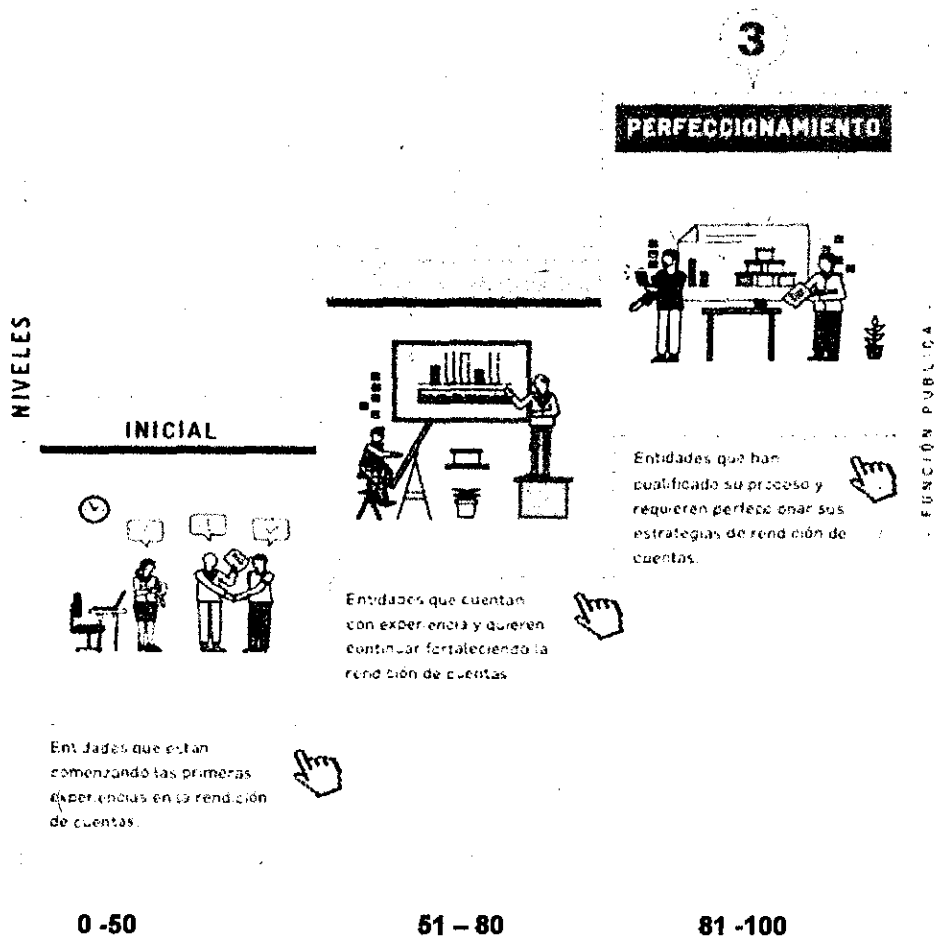 3
PERFECCIONAMIENTO
NIVELES
INICIAL
Entidades que han
cualificado su proceso y
requieren perfeccionar sus
estrategias de rendición de
cuentas.
FUNCIÓN PÚBLICA
Entidades que cuentan
con experiencia y quieren
continuar fortaleciendo la
rendición de cuentas
Entidades que están
comenzando las primeras
experiencias en la rendición
de cuentas.
0 -50
51 – 80
81 -100